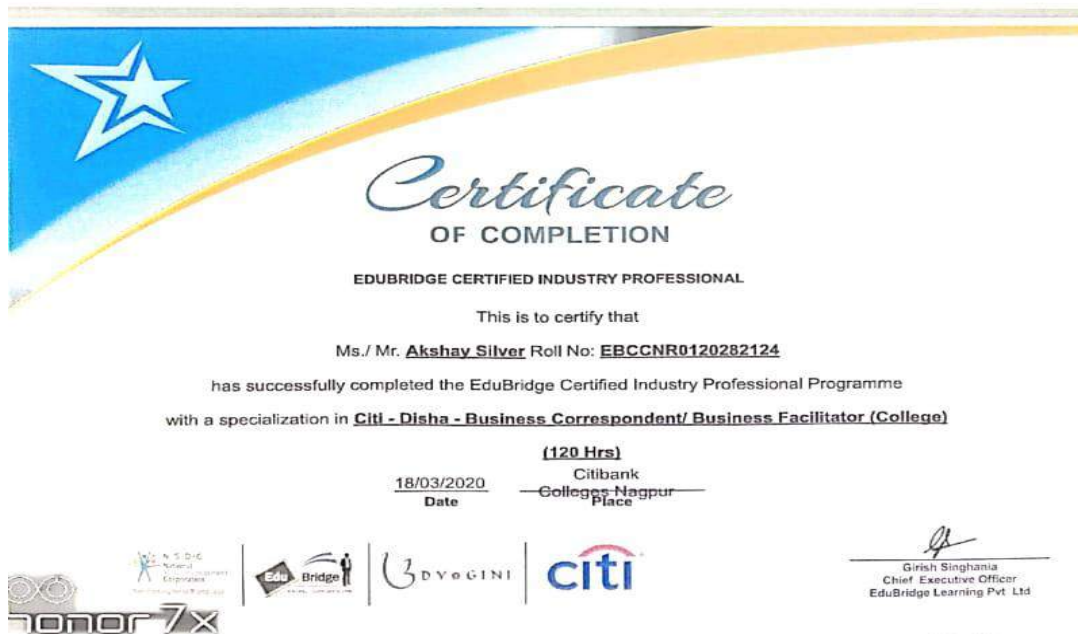 Certificate
OF COMPLETION
EDUBRIDGE CERTIFIED INDUSTRY PROFESSIONAL
This is to certify that
Ms./ Mr. Akshay Silver Roll No: EBCCNR0120282124
has successfully completed the EduBridge Certified Industry Professional Programme
with a specialization in Citi - Disha - Business Correspondent/ Business Facilitator (College)
(120 Hrs)
18/03/2020
Date
Citibank
Colleges Nagpur
Place
N·S·D·C
National
Corporation
Edu Bridge
UDYOGINI
citi
Girish Singhania
Chief Executive Officer
EduBridge Learning Pvt Ltd
honor 7x